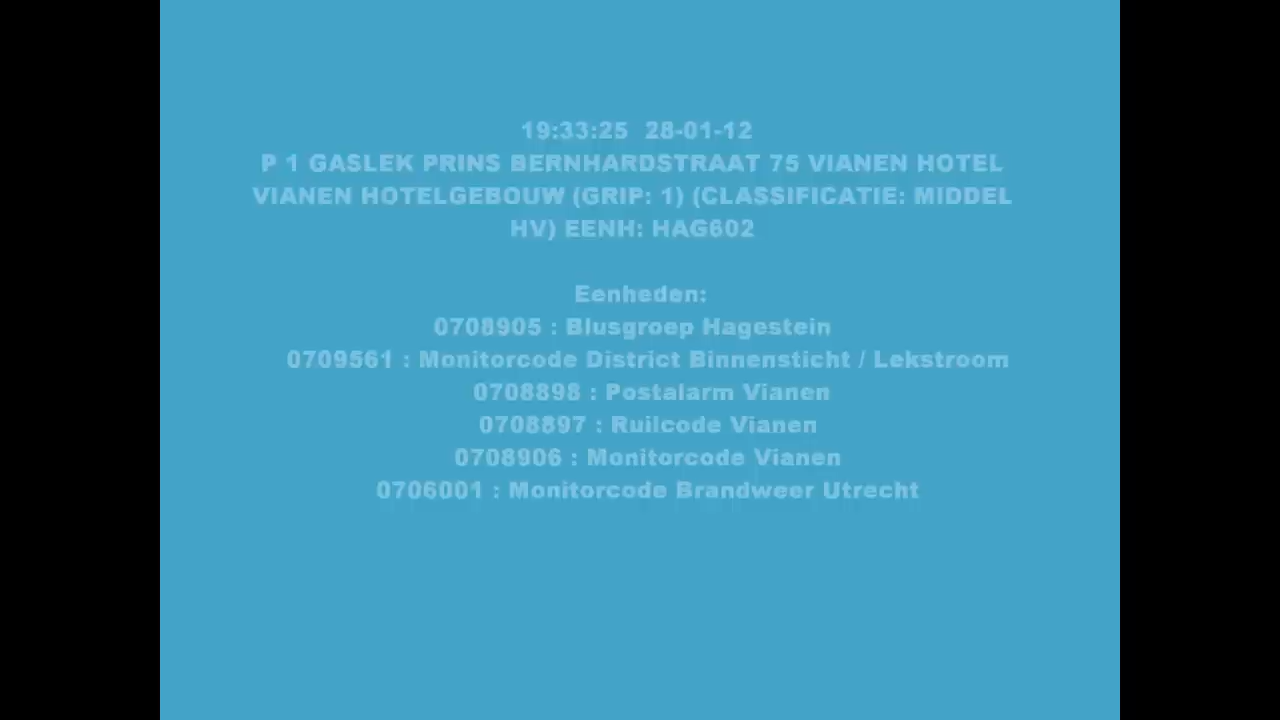 19:33:25 28-01-12
P 1 GASLEK PRINS BERNHARDSTRAAT 75 VIANEN HOTEL
VIANEN HOTELGEBOUW (GRIP: 1) (CLASSIFICATIE: MIDDEL
HV) EENH: HAG602
Eenheden:
0708905 : Blusgroep Hagestein
0709561 : Monitorcode District Binnensticht / Lekstroom
0708898 : Postalarm Vianen
0708897 : Ruilcode Vianen
0708906 : Monitorcode Vianen
0706001 : Monitorcode Brandweer Utrecht